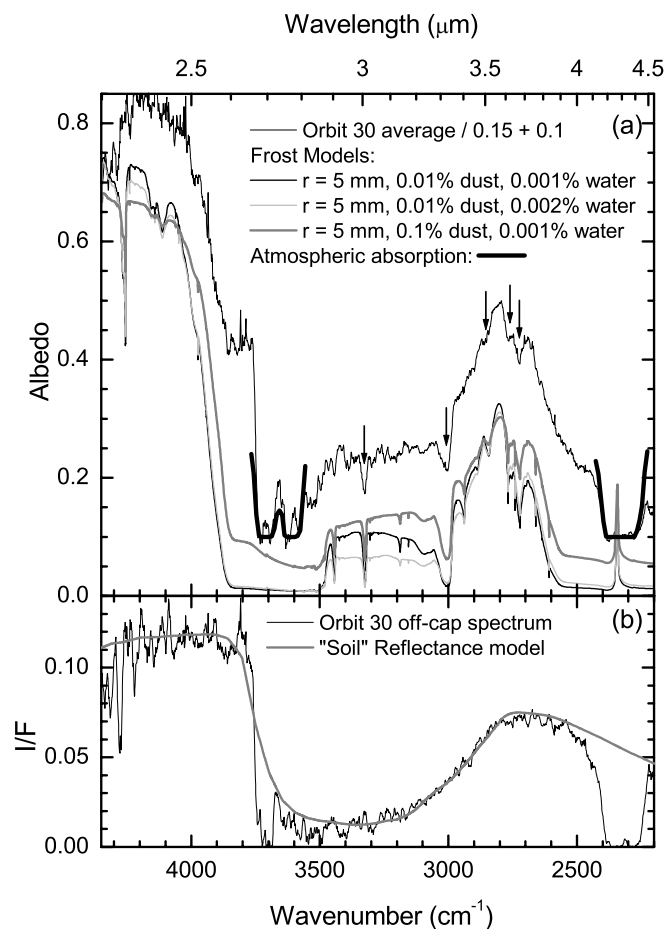 Wavelength (μm)
2.5 3 3.5 4 4.5
(a)
0.8
0.6
0.4
0.2
0.0
Albedo
Orbit 30 average / 0.15 + 0.1
Frost Models:
r = 5 mm, 0.01% dust, 0.001% water
r = 5 mm, 0.01% dust, 0.002% water
r = 5 mm, 0.1% dust, 0.001% water
Atmospheric absorption:
(b)
Orbit 30 off-cap spectrum
"Soil" Reflectance model
0.10
0.05
0.00
I/F
4000 3500 3000 2500
Wavenumber (cm⁻¹)